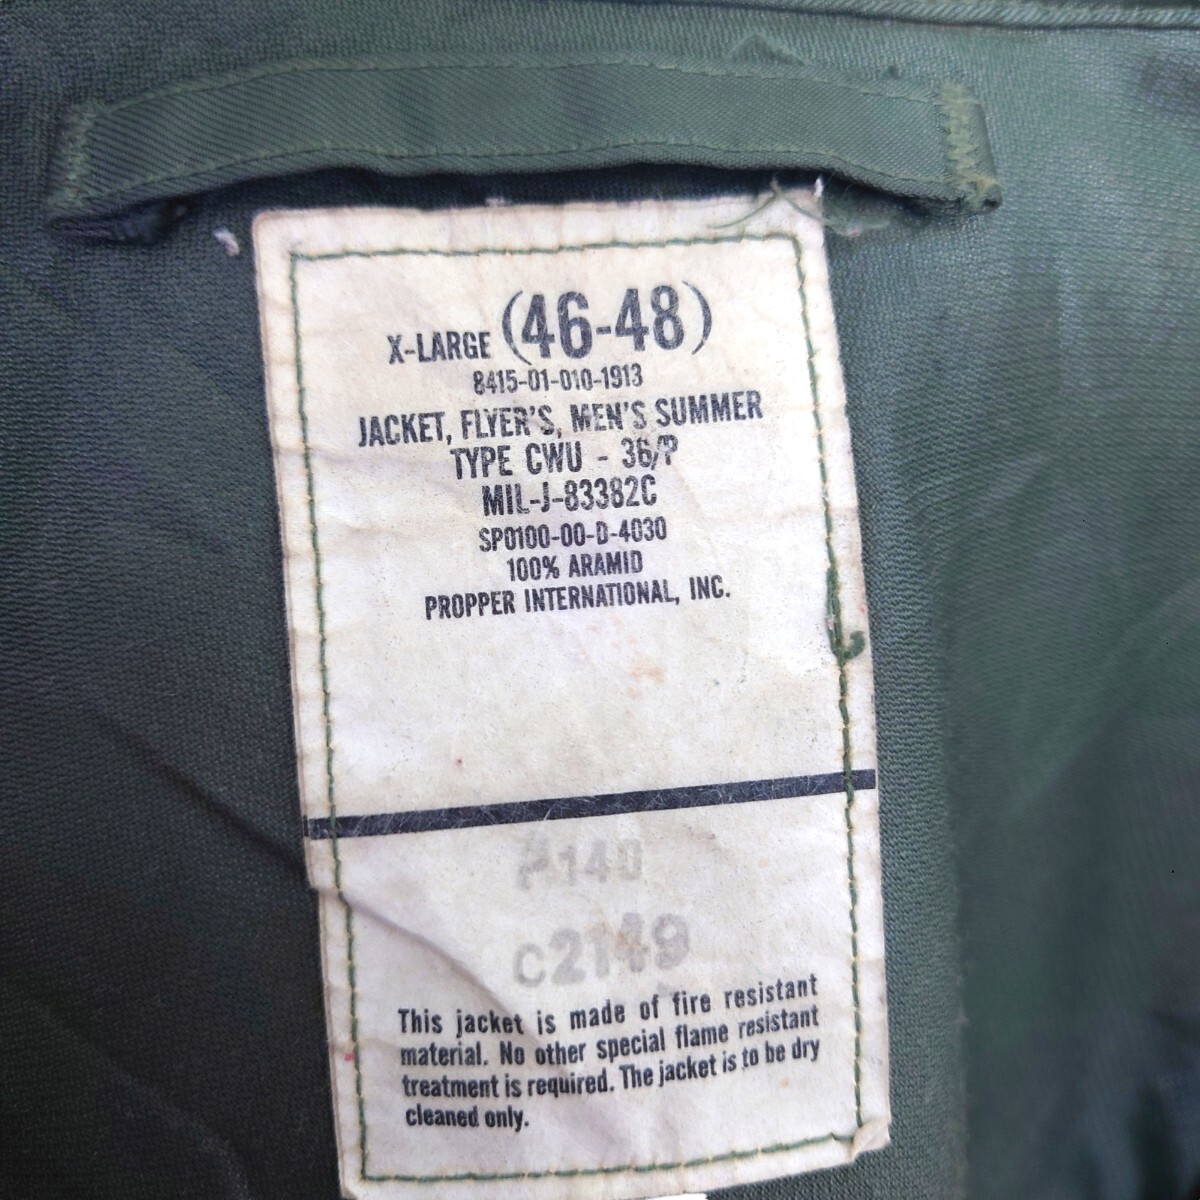 X-LARGE (46-48)
8415-01-010-1913
JACKET, FLYER'S, MEN'S SUMMER
TYPE CWU - 36/P
MIL-J-83382C
SP0100-00-D-4030
100% ARAMID
PROPPER INTERNATIONAL, INC.
P140
C2149
This jacket is made of fire resistant
material. No other special flame resistant
treatment is required. The jacket is to be dry
cleaned only.